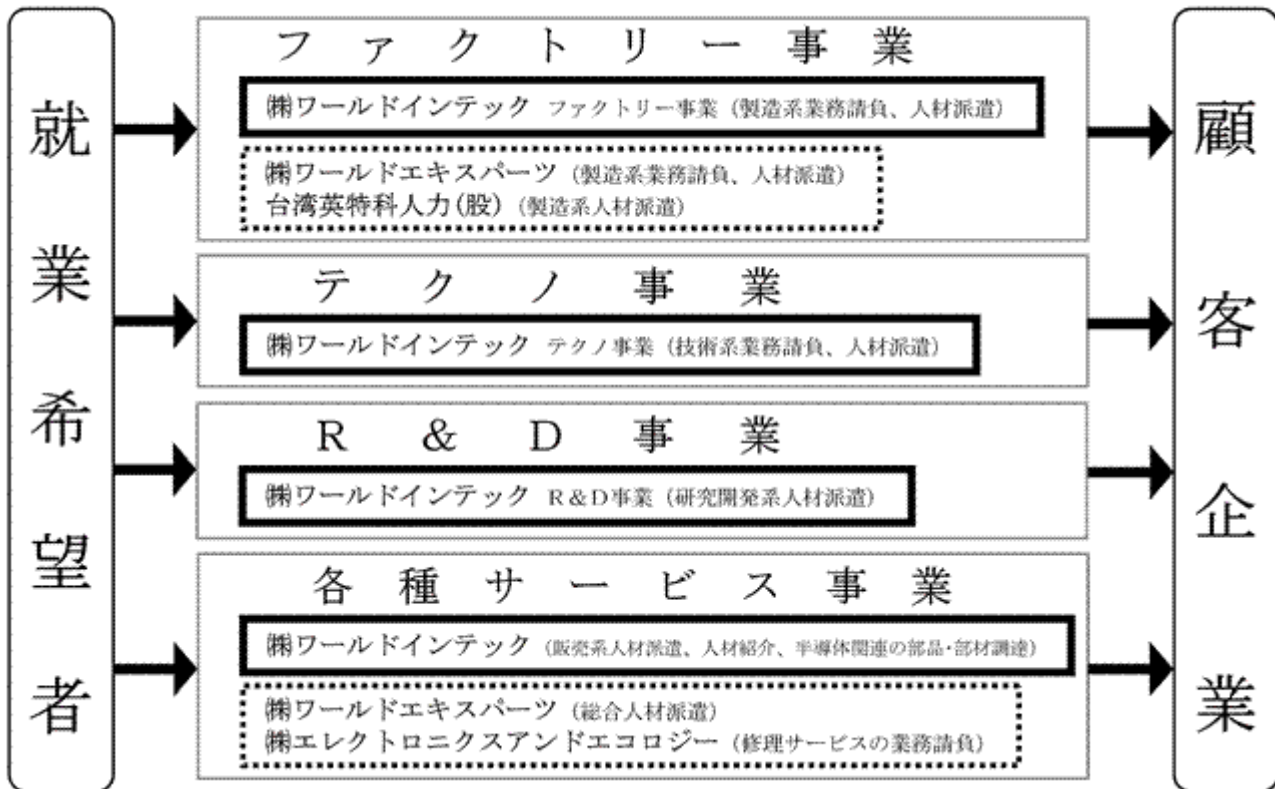 就業希望者
ファクトリー事業
㈱ワールドインテック ファクトリー事業（製造系業務請負、人材派遣）
㈱ワールドエキスパーツ（製造系業務請負、人材派遣）
台湾英特科人力(股)（製造系人材派遣）
テクノ事業
㈱ワールドインテック テクノ事業（技術系業務請負、人材派遣）
R＆D事業
㈱ワールドインテック R＆D事業（研究開発系人材派遣）
各種サービス事業
㈱ワールドインテック（販売系人材派遣、人材紹介、半導体関連の部品・部材調達）
㈱ワールドエキスパーツ（総合人材派遣）
㈱エレクトロニクスアンドエコロジー（修理サービスの業務請負）
顧客企業